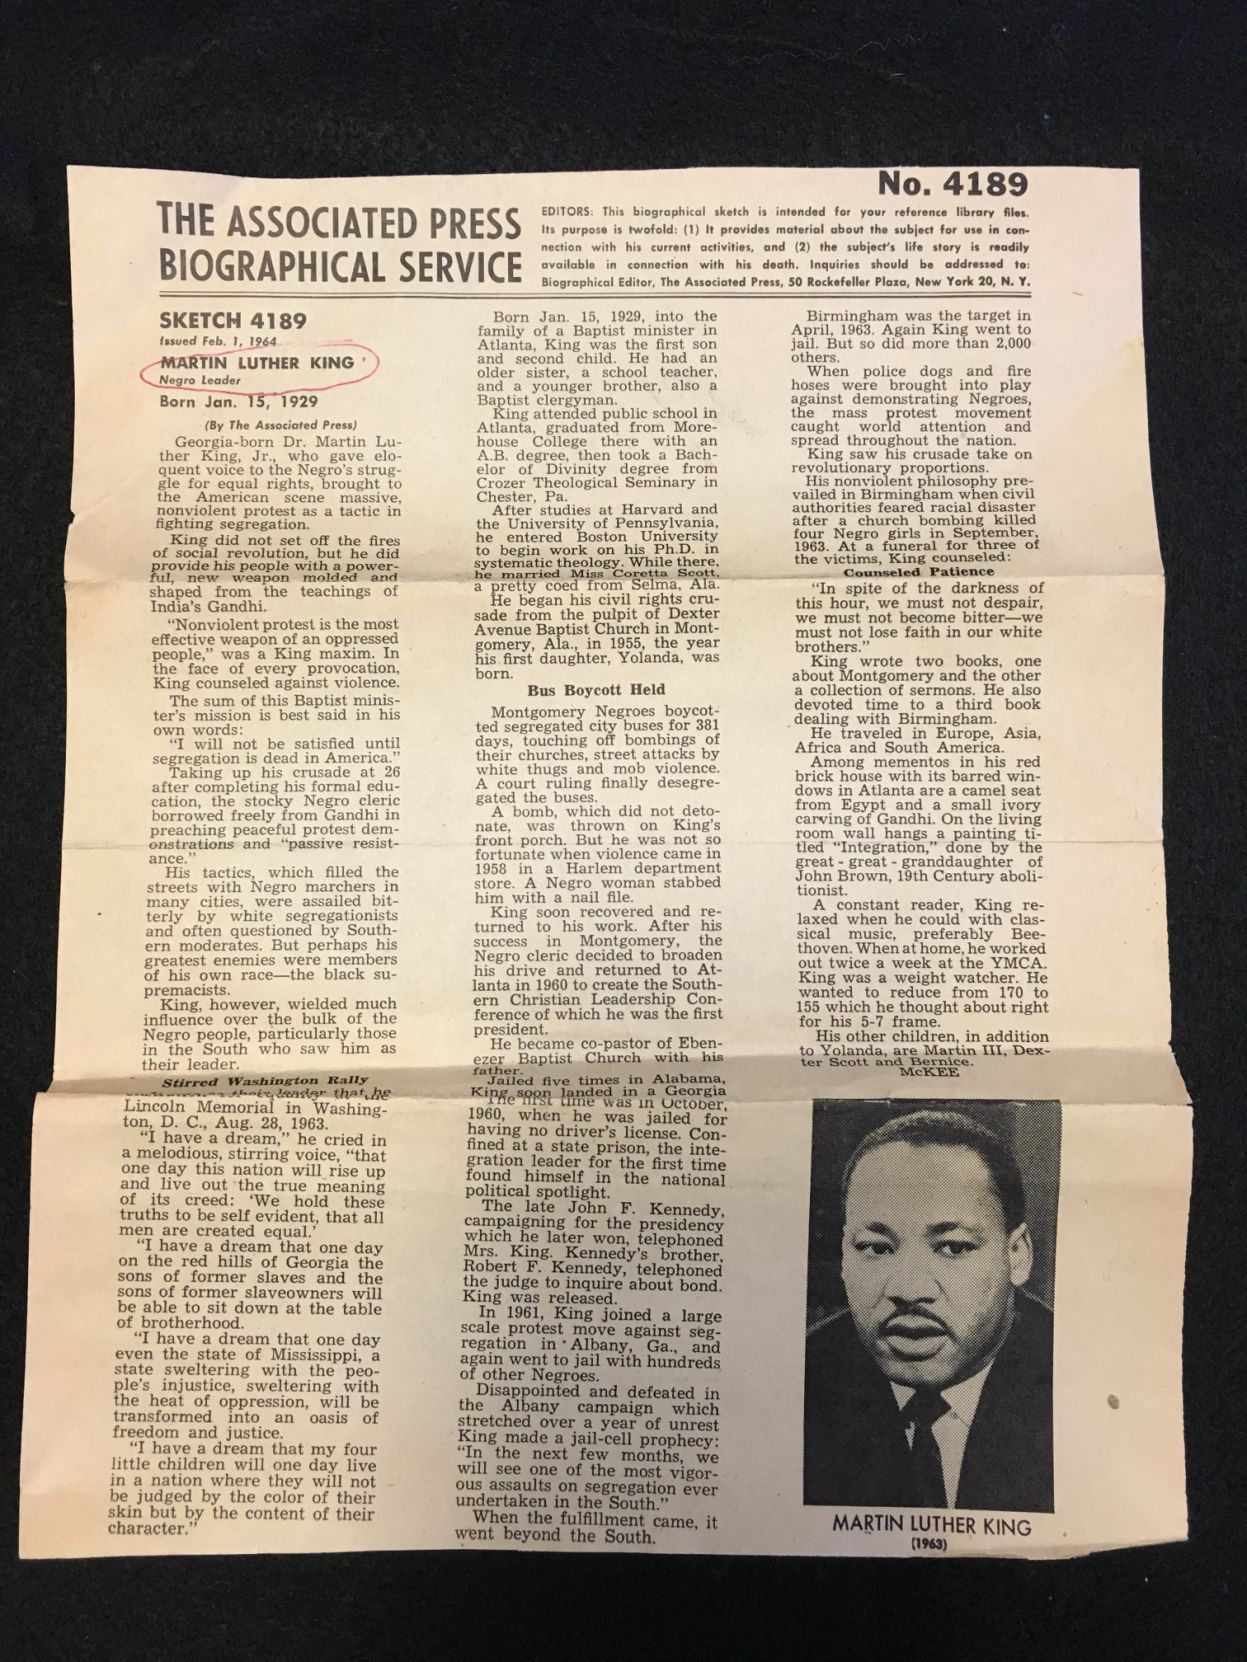 No. 4189
THE ASSOCIATED PRESS
BIOGRAPHICAL SERVICE
EDITORS: This biographical sketch is intended for your reference library files.
Its purpose is twofold: (1) It provides material about the subject for use in con-
nection with his current activities, and (2) the subject's life story is readily
available in connection with his death. Inquiries should be addressed to:
Biographical Editor, The Associated Press, 50 Rockefeller Plaza, New York 20, N. Y.
SKETCH 4189
Issued Feb. 1, 1964
MARTIN LUTHER KING
Negro Leader
Born Jan. 15, 1929
(By The Associated Press)
Georgia-born Dr. Martin Lu-
ther King, Jr., who gave elo-
quent voice to the Negro's strug-
gle for equal rights, brought to
the American scene massive,
nonviolent protest as a tactic in
fighting segregation.
King did not set off the fires
of social revolution, but he did
provide his people with a power-
ful, new weapon molded and
shaped from the teachings of
India's Gandhi.
"Nonviolent protest is the most
effective weapon of an oppressed
people," was a King maxim. In
the face of every provocation,
King counseled against violence.
The sum of this Baptist minis-
ter's mission is best said in his
own words:
"I will not be satisfied until
segregation is dead in America."
Taking up his crusade at 26
after completing his formal edu-
cation, the stocky Negro cleric
borrowed freely from Gandhi in
preaching peaceful protest dem-
onstrations and "passive resist-
ance."
His tactics, which filled the
streets with Negro marchers in
many cities, were assailed bit-
terly by white segregationists
and often questioned by South-
ern moderates. But perhaps his
greatest enemies were members
of his own race—the black su-
premacists.
King, however, wielded much
influence over the bulk of the
Negro people, particularly those
in the South who saw him as
their leader.
Stirred Washington Rally
their leader that he
Lincoln Memorial in Washing-
ton, D. C., Aug. 28, 1963.
"I have a dream," he cried in
a melodious, stirring voice, "that
one day this nation will rise up
and live out the true meaning
of its creed: 'We hold these
truths to be self evident, that all
men are created equal.'
"I have a dream that one day
on the red hills of Georgia the
sons of former slaves and the
sons of former slaveowners will
be able to sit down at the table
of brotherhood.
"I have a dream that one day
even the state of Mississippi, a
state sweltering with the peo-
ple's injustice, sweltering with
the heat of oppression, will be
transformed into an oasis of
freedom and justice.
"I have a dream that my four
little children will one day live
in a nation where they will not
be judged by the color of their
skin but by the content of their
character."
Born Jan. 15, 1929, into the
family of a Baptist minister in
Atlanta, King was the first son
and second child. He had an
older sister, a school teacher,
and a younger brother, also a
Baptist clergyman.
King attended public school in
Atlanta, graduated from More-
house College there with an
A.B. degree, then took a Bach-
elor of Divinity degree from
Crozer Theological Seminary in
Chester, Pa.
After studies at Harvard and
the University of Pennsylvania,
he entered Boston University
to begin work on his Ph.D. in
systematic theology. While there,
he married Miss Coretta Scott,
a pretty coed from Selma, Ala.
He began his civil rights cru-
sade from the pulpit of Dexter
Avenue Baptist Church in Mont-
gomery, Ala., in 1955, the year
his first daughter, Yolanda, was
born.
Bus Boycott Held
Montgomery Negroes boycot-
ted segregated city buses for 381
days, touching off bombings of
their churches, street attacks by
white thugs and mob violence.
A court ruling finally desegre-
gated the buses.
A bomb, which did not deto-
nate, was thrown on King's
front porch. But he was not so
fortunate when violence came in
1958 in a Harlem department
store. A Negro woman stabbed
him with a nail file.
King soon recovered and re-
turned to his work. After his
success in Montgomery, the
Negro cleric decided to broaden
his drive and returned to At-
lanta in 1960 to create the South-
ern Christian Leadership Con-
ference of which he was the first
president.
He became co-pastor of Eben-
ezer Baptist Church with his
father.
Jailed five times in Alabama,
King soon landed in a Georgia
The first time was in October,
1960, when he was jailed for
having no driver's license. Con-
fined at a state prison, the inte-
gration leader for the first time
found himself in the national
political spotlight.
The late John F. Kennedy,
campaigning for the presidency
which he later won, telephoned
Mrs. King. Kennedy's brother,
Robert F. Kennedy, telephoned
the judge to inquire about bond.
King was released.
In 1961, King joined a large
scale protest move against seg-
regation in Albany, Ga., and
again went to jail with hundreds
of other Negroes.
Disappointed and defeated in
the Albany campaign which
stretched over a year of unrest
King made a jail-cell prophecy:
"In the next few months, we
will see one of the most vigor-
ous assaults on segregation ever
undertaken in the South."
When the fulfillment came, it
went beyond the South.
Birmingham was the target in
April, 1963. Again King went to
jail. But so did more than 2,000
others.
When police dogs and fire
hoses were brought into play
against demonstrating Negroes,
the mass protest movement
caught world attention and
spread throughout the nation.
King saw his crusade take on
revolutionary proportions.
His nonviolent philosophy pre-
vailed in Birmingham when civil
authorities feared racial disaster
after a church bombing killed
four Negro girls in September,
1963. At a funeral for three of
the victims, King counseled:
Counseled Patience
"In spite of the darkness of
this hour, we must not despair,
we must not become bitter—we
must not lose faith in our white
brothers."
King wrote two books, one
about Montgomery and the other
a collection of sermons. He also
devoted time to a third book
dealing with Birmingham.
He traveled in Europe, Asia,
Africa and South America.
Among mementos in his red
brick house with its barred win-
dows in Atlanta are a camel seat
from Egypt and a small ivory
carving of Gandhi. On the living
room wall hangs a painting ti-
tled "Integration," done by the
great - great - granddaughter of
John Brown, 19th Century aboli-
tionist.
A constant reader, King re-
laxed when he could with clas-
sical music, preferably Bee-
thoven. When at home, he worked
out twice a week at the YMCA.
King was a weight watcher. He
wanted to reduce from 170 to
155 which he thought about right
for his 5-7 frame.
His other children, in addition
to Yolanda, are Martin III, Dex-
ter Scott and Bernice.
McKEE
MARTIN LUTHER KING
(1963)